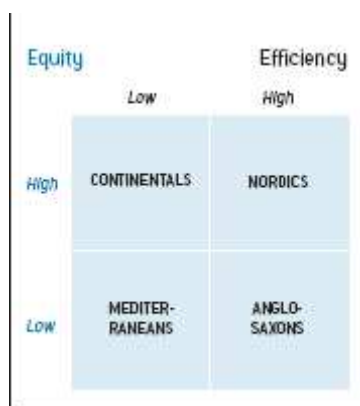 Equity Efficiency
Low High
High CONTINENTALS NORDICS
Low MEDITER-
RANEANS ANGLO-
SAXONS